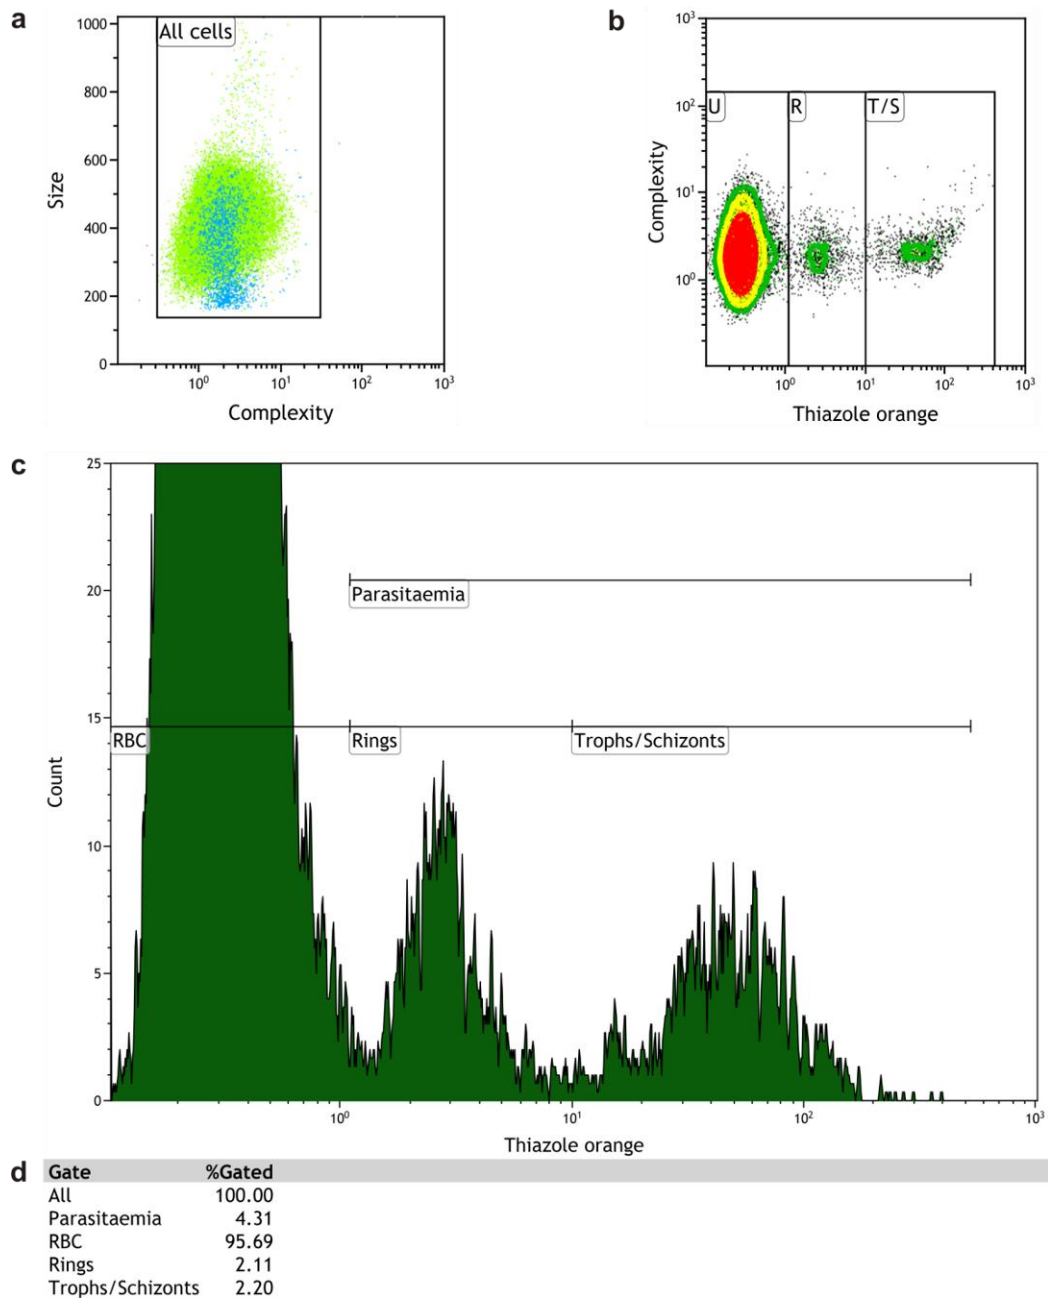 a
All cells
1000
800
600
400
200
0
Size
10⁰ 10¹ 10² 10³
Complexity
b
10³
10²
10¹
10⁰
Complexity
U R T/S
10⁰ 10¹ 10² 10³
Thiazole orange
c
25
20
15
10
5
0
Count
Parasitaemia
RBC Rings Trophs/Schizonts
10⁰ 10¹ 10² 10³
Thiazole orange
d
Gate %Gated
All 100.00
Parasitaemia 4.31
RBC 95.69
Rings 2.11
Trophs/Schizonts 2.20